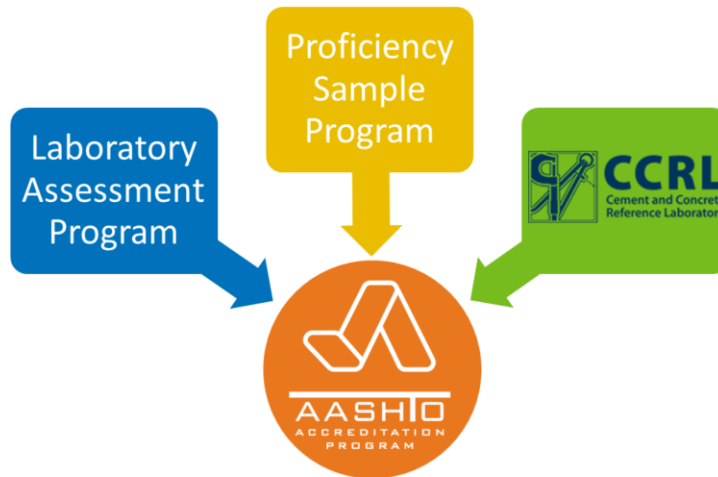 Proficiency
Sample
Program
Laboratory
Assessment
Program
CCRL
Cement and Concret
Reference Laborator
AASHTO
ACCREDITATION
PROGRAM